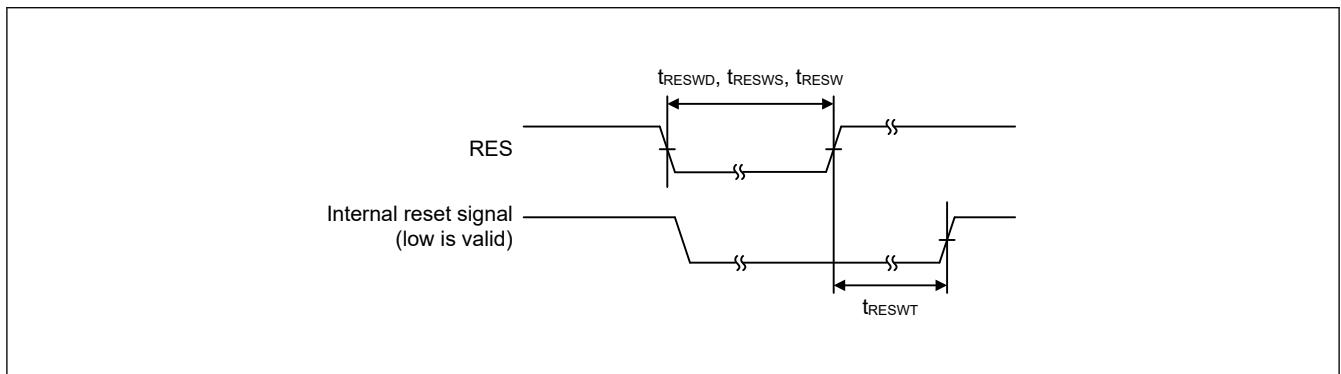 tRESWD, tRESWS, tRESW
RES
Internal reset signal
(low is valid)
tRESWT